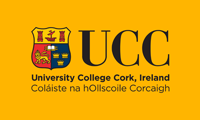 UCC
University College Cork, Ireland
Coláiste na hOllscoile Corcaigh